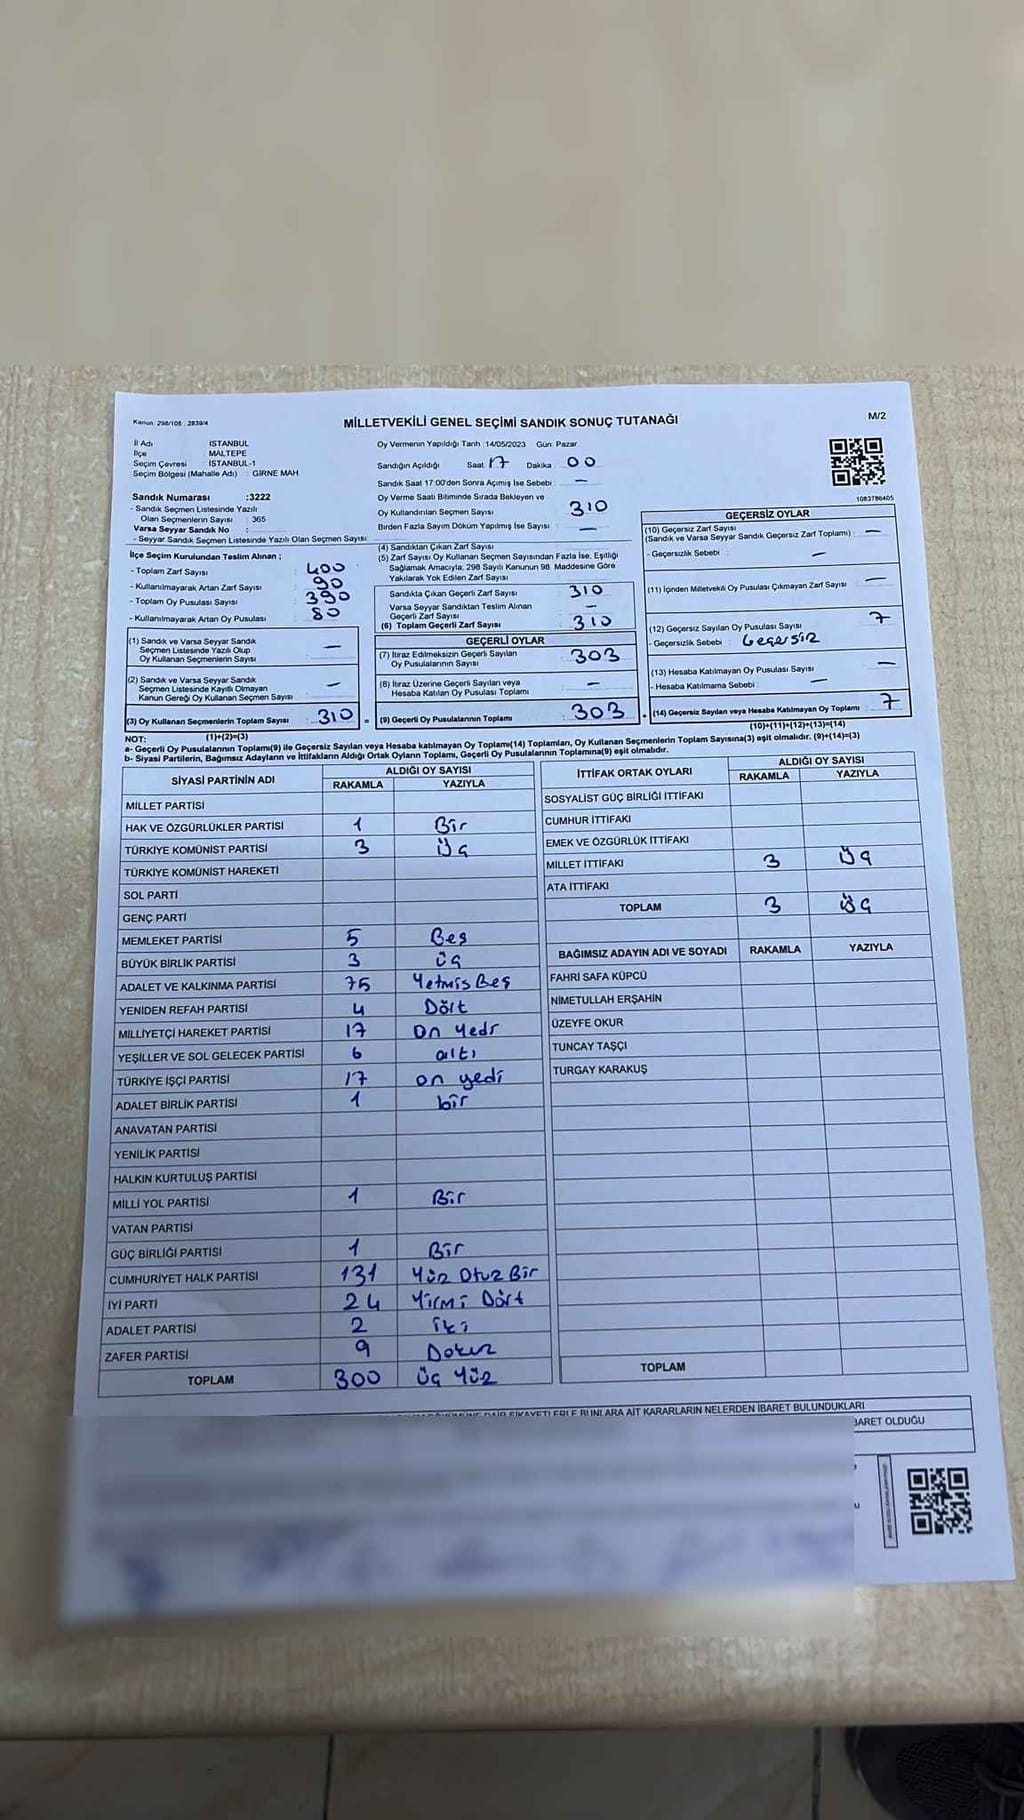 Kanun: 298/105 , 2839/4
MİLLETVEKİLİ GENEL SEÇİMİ SANDIK SONUÇ TUTANAĞI
M/2
İl Adı : İSTANBUL
İlçe : MALTEPE
Seçim Çevresi : İSTANBUL-1
Seçim Bölgesi (Mahalle Adı) : GİRNE MAH
Sandık Numarası :3222
- Sandık Seçmen Listesinde Yazılı
Olan Seçmenlerin Sayısı : 365
Varsa Seyyar Sandık No :
- Seyyar Sandık Seçmen Listesinde Yazılı Olan Seçmen Sayısı
Oy Vermenin Yapıldığı Tarih :14/05/2023 Gün: Pazar
Sandığın Açıldığı Saat: 17 Dakika : 00
Sandık Saat 17:00'den Sonra Açımış İse Sebebi : —
Oy Verme Saati Bitiminde Sırada Bekleyen ve
Oy Kullandırılan Seçmen Sayısı : 310
Birden Fazla Sayım Döküm Yapılmış İse Sayısı : —
1083786405
İlçe Seçim Kurulundan Teslim Alınan ;
- Toplam Zarf Sayısı : 400
- Kullanılmayarak Artan Zarf Sayısı : 90
- Toplam Oy Pusulası Sayısı : 390
- Kullanılmayarak Artan Oy Pusulası : 80
(1) Sandık ve Varsa Seyyar Sandık
Seçmen Listesinde Yazılı Olup
Oy Kullanan Seçmenlerin Sayısı —
(2) Sandık ve Varsa Seyyar Sandık
Seçmen Listesinde Kayıtlı Olmayan
Kanun Gereği Oy Kullanan Seçmen Sayısı —
(3) Oy Kullanan Seçmenlerin Toplam Sayısı : 310 =
(1)+(2)=(3)
(4) Sandıktan Çıkan Zarf Sayısı
(5) Zarf Sayısı Oy Kullanan Seçmen Sayısından Fazla İse, Eşitliği
Sağlamak Amacıyla; 298 Sayılı Kanunun 98. Maddesine Göre
Yakılarak Yok Edilen Zarf Sayısı
Sandıkla Çıkan Geçerli Zarf Sayısı : 310
Varsa Seyyar Sandıktan Teslim Alınan
Geçerli Zarf Sayısı : —
(6) Toplam Geçerli Zarf Sayısı : 310
GEÇERLİ OYLAR
(7) İtiraz Edilmeksizin Geçerli Sayılan
Oy Pusulalarının Sayısı : 303
(8) İtiraz Üzerine Geçerli Sayılan veya
Hesaba Katılan Oy Pusulası Toplamı : —
(9) Geçerli Oy Pusulalarının Toplamı : 303 +
GEÇERSİZ OYLAR
(10) Geçersiz Zarf Sayısı
(Sandık ve Varsa Seyyar Sandık Geçersiz Zarf Toplamı) : —
- Geçersizlik Sebebi : —
(11) İçinden Milletvekili Oy Pusulası Çıkmayan Zarf Sayısı : —
(12) Geçersiz Sayılan Oy Pusulası Sayısı : 7
- Geçersizlik Sebebi : Geçersiz
(13) Hesaba Katılmayan Oy Pusulası Sayısı : —
- Hesaba Katılmama Sebebi : —
(14) Geçersiz Sayılan veya Hesaba Katılmayan Oy Toplamı : 7
(10)+(11)+(12)+(13)=(14)
NOT:
a- Geçerli Oy Pusulalarının Toplamı(9) ile Geçersiz Sayılan veya Hesaba katılmayan Oy Toplam(14) Toplamları, Oy Kullanan Seçmenlerin Toplam Sayısına(3) eşit olmalıdır. (9)+(14)=(3)
b- Siyasi Partilerin, Bağımsız Adayların ve İttifakların Aldığı Ortak Oyların Toplamı, Geçerli Oy Pusulalarının Toplamına(9) eşit olmalıdır.
SİYASİ PARTİNİN ADI
ALDIĞI OY SAYISI
RAKAMLA YAZIYLA
MİLLET PARTİSİ
HAK VE ÖZGÜRLÜKLER PARTİSİ 1 Bir
TÜRKİYE KOMÜNİST PARTİSİ 3 Üç
TÜRKİYE KOMÜNİST HAREKETİ
SOL PARTİ
GENÇ PARTİ
MEMLEKET PARTİSİ 5 Beş
BÜYÜK BİRLİK PARTİSİ 3 üç
ADALET VE KALKINMA PARTİSİ 75 Yetmiş Beş
YENİDEN REFAH PARTİSİ 4 Dört
MİLLİYETÇİ HAREKET PARTİSİ 17 on Yedi
YEŞİLLER VE SOL GELECEK PARTİSİ 6 altı
TÜRKİYE İŞÇİ PARTİSİ 17 on yedi
ADALET BİRLİK PARTİSİ 1 bir
ANAVATAN PARTİSİ
YENİLİK PARTİSİ
HALKIN KURTULUŞ PARTİSİ
MİLLİ YOL PARTİSİ 1 Bir
VATAN PARTİSİ
GÜÇ BİRLİĞİ PARTİSİ 1 Bir
CUMHURİYET HALK PARTİSİ 131 Yüz Otuz Bir
İYİ PARTİ 24 Yirmi Dört
ADALET PARTİSİ 2 iki
ZAFER PARTİSİ 9 Dokuz
TOPLAM 300 Üç Yüz
İTTİFAK ORTAK OYLARI
ALDIĞI OY SAYISI
RAKAMLA YAZIYLA
SOSYALİST GÜÇ BİRLİĞİ İTTİFAKI
CUMHUR İTTİFAKI
EMEK VE ÖZGÜRLÜK İTTİFAKI
MİLLET İTTİFAKI 3 Üç
ATA İTTİFAKI
TOPLAM 3 Üç
BAĞIMSIZ ADAYIN ADI VE SOYADI RAKAMLA YAZIYLA
FAHRİ SAFA KÜPCÜ
NİMETULLAH ERŞAHİN
ÜZEYFE OKUR
TUNCAY TAŞÇI
TURGAY KARAKUŞ
TOPLAM
ŞİKAYETLERLE BUNLARA AİT KARARLARIN NELERDEN İBARET BULUNDUKLARI
BARET OLDUĞU